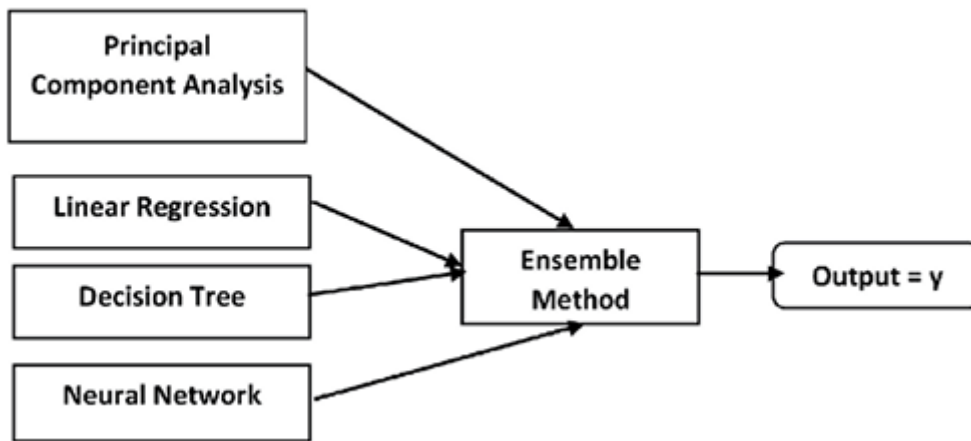 Principal
Component Analysis
Linear Regression
Decision Tree
Neural Network
Ensemble
Method
Output = y